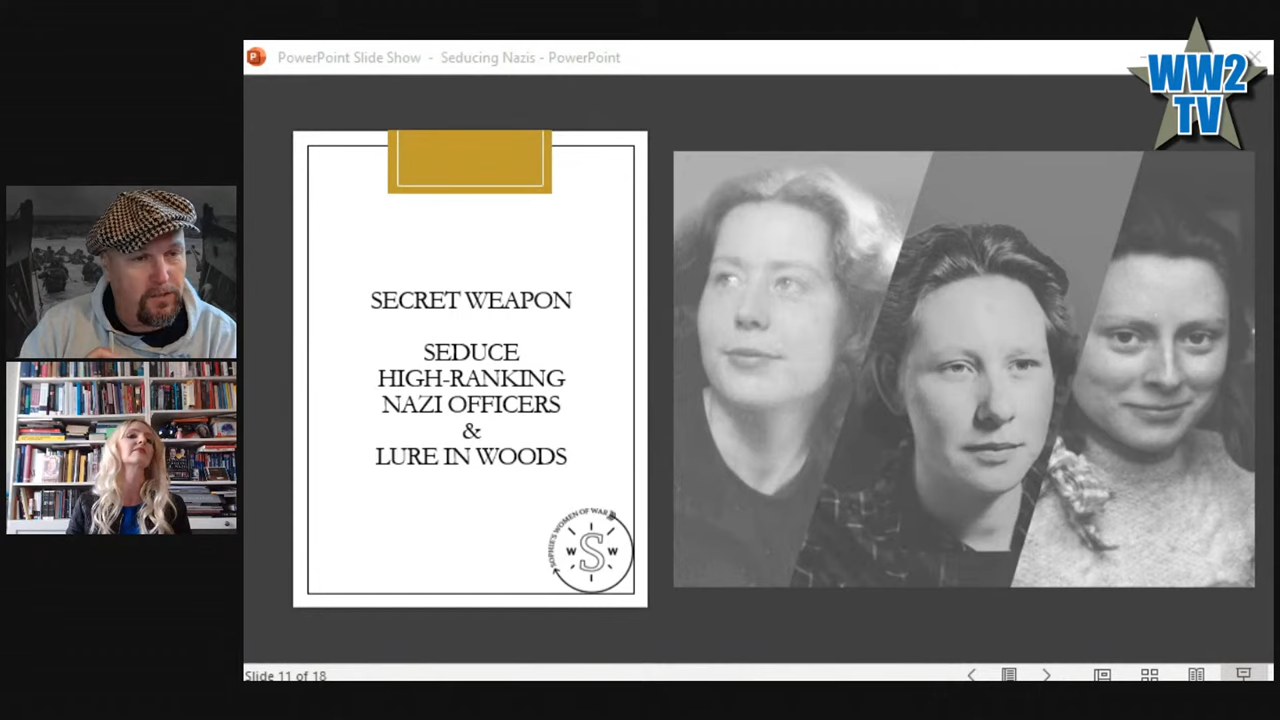 PowerPoint Slide Show - Seducing Nazis - PowerPoint
WW2
TV
SECRET WEAPON
SEDUCE
HIGH-RANKING
NAZI OFFICERS
&
LURE IN WOODS
SOPHIE'S WOMEN OF WAR
W S W
Slide 11 of 18